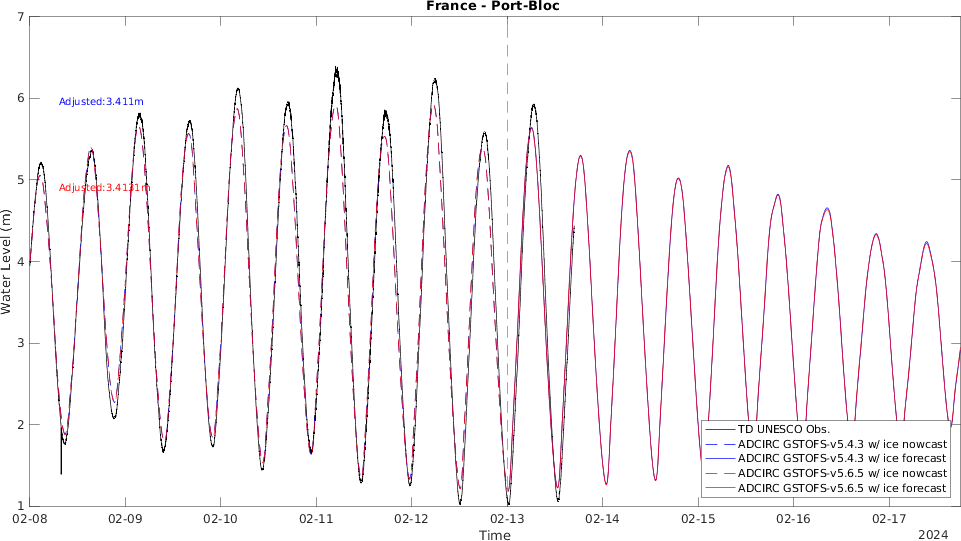 France - Port-Bloc
7
6
5
4
3
2
1
Water Level (m)
Adjusted:3.411m
Adjusted:3.4131m
TD UNESCO Obs.
ADCIRC GSTOFS-v5.4.3 w/ ice nowcast
ADCIRC GSTOFS-v5.4.3 w/ ice forecast
ADCIRC GSTOFS-v5.6.5 w/ ice nowcast
ADCIRC GSTOFS-v5.6.5 w/ ice forecast
02-08 02-09 02-10 02-11 02-12 02-13 02-14 02-15 02-16 02-17
Time
2024